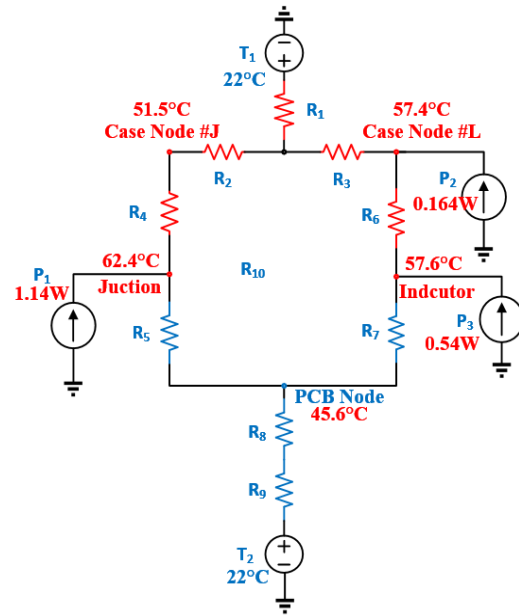 T1
22°C
R1
51.5°C
Case Node #J
57.4°C
Case Node #L
R2
R3
P2
0.164W
R4
R6
62.4°C
Juction
R10
57.6°C
Indcutor
P1
1.14W
R5
R7
P3
0.54W
PCB Node
45.6°C
R8
R9
T2
22°C